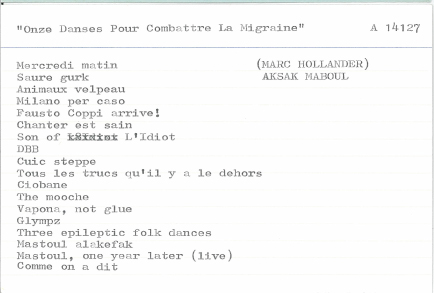 "Onze Danses Pour Combattre La Migraine" A 14127
Mercredi matin (MARC HOLLANDER)
Saure gurk AKSAK MABOUL
Animaux velpeau
Milano per caso
Fausto Coppi arrive!
Chanter est sain
Son of L'Idiot
DBB
Cuic steppe
Tous les trucs qu'il y a le dehors
Ciobane
The mooche
Vapona, not glue
Glympz
Three epileptic folk dances
Mastoul alakefak
Mastoul, one year later (live)
Comme on a dit